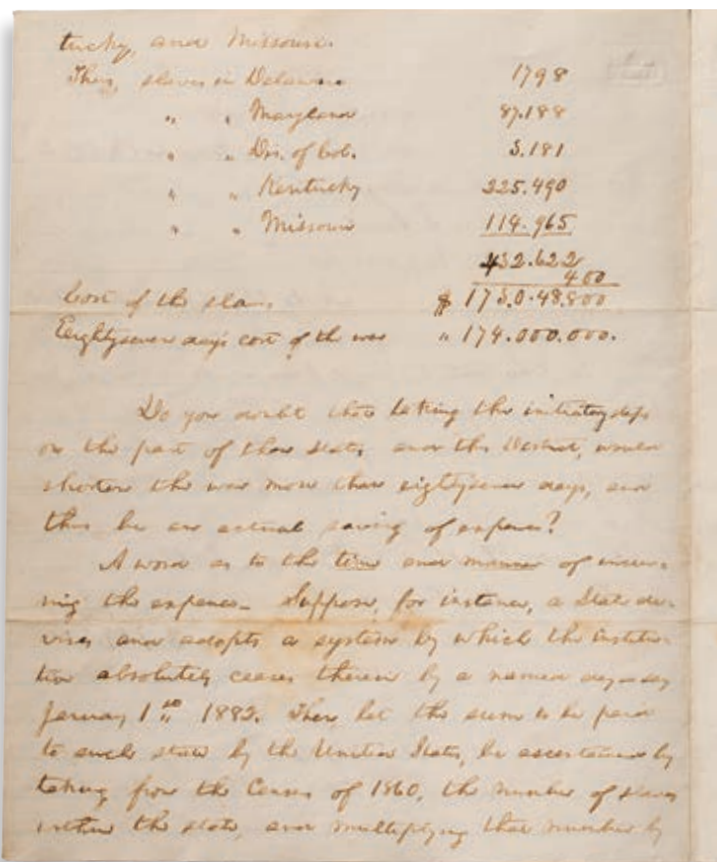 tucky, and Missouri.
Thus, slaves in Delaware 1798
" " Maryland 87.188
" " Dis. of Col. 3.181
" " Kentucky 225.490
" " Missouri 114.965
432.622
400
Cost of the slaves $ 173.0.48.800
Eightyseven days cost of the war " 174.000.000.
Do you doubt that taking the initiatory steps
on the part of those states and this District, would
shorten the war more than eightyseven days, and
thus be an actual saving of expense?
A word as to the time and manner of incur-
ring the expense. Suppose, for instance, a State de-
vises and adopts a system by which the institu-
tion absolutely ceases therein by a named day—say
January 1st 1882. Then, let the sum to be paid
to such state by the United States, be ascertained by
taking from the Census of 1860, the number of slaves
within the state, and multiplying that number by